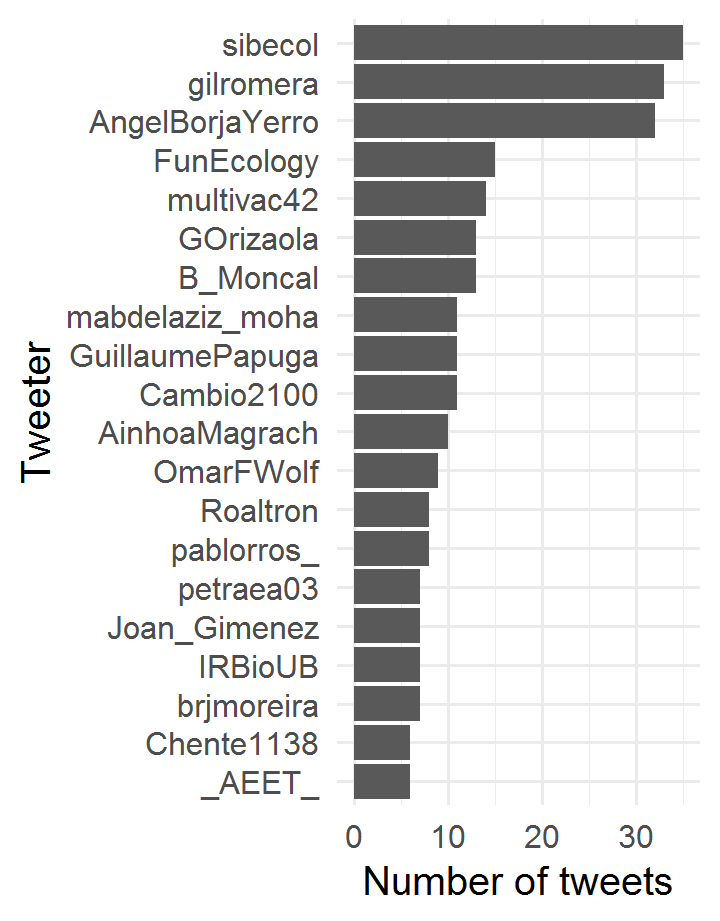 sibecol
gilromera
AngelBorjaYerro
FunEcology
multivac42
GOrizaola
B_Moncal
mabdelaziz_moha
GuillaumePapuga
Cambio2100
AinhoaMagrach
OmarFWolf
Roaltron
pablorros_
petraea03
Joan_Gimenez
IRBioUB
brjmoreira
Chente1138
_AEET_
Tweeter
0 10 20 30
Number of tweets